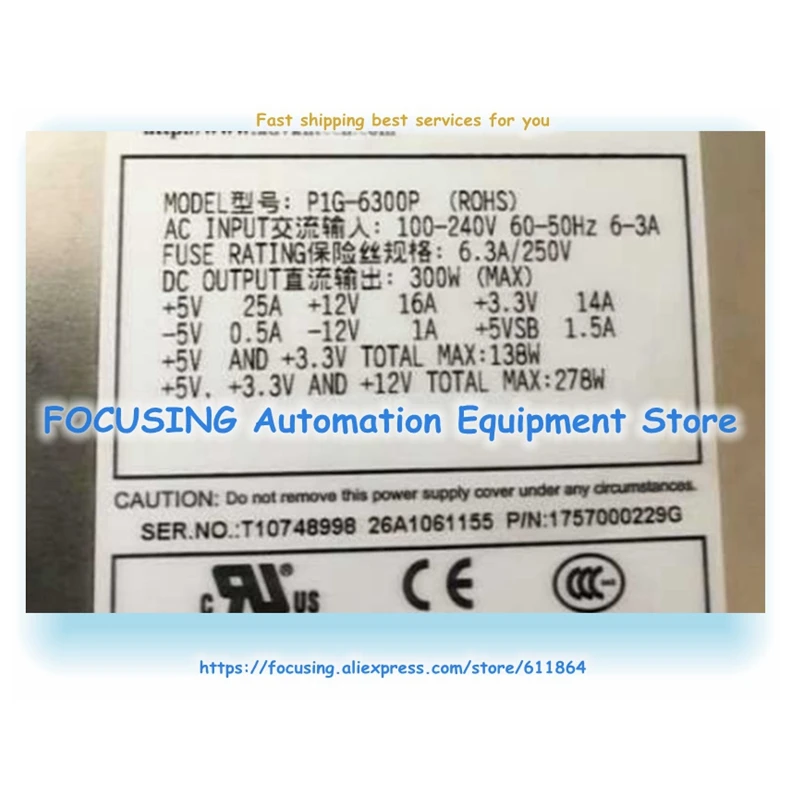 Fast shipping best services for you
MODEL型号: P1G-6300P (ROHS)
AC INPUT交流输入: 100-240V 60-50Hz 6-3A
FUSE RATING保险丝规格: 6.3A/250V
DC OUTPUT直流输出: 300W (MAX)
+5V 25A +12V 16A +3.3V 14A
-5V 0.5A -12V 1A +5VSB 1.5A
+5V AND +3.3V TOTAL MAX:138W
+5V. +3.3V AND +12V TOTAL MAX:278W
FOCUSING Automation Equipment Store
CAUTION: Do not remove this power supply cover under any circumstances.
SER.NO.:T10748998 26A1061155 P/N:1757000229G
c RU® US CE CCC
https://focusing.aliexpress.com/store/611864